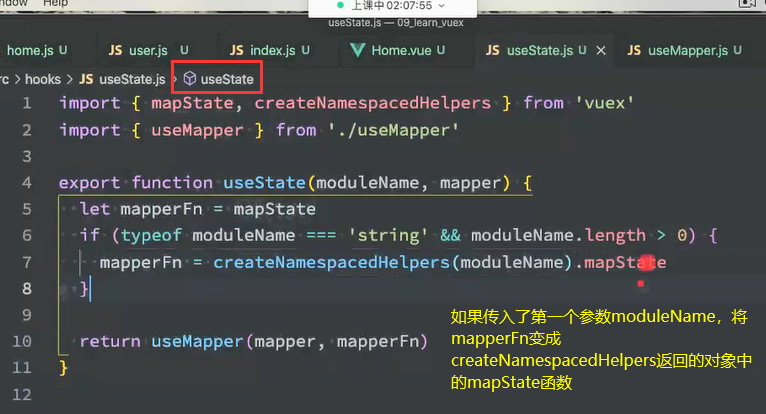 Window Help
上课中 02:07:55
useState.js — 09_learn_vuex
home.js U JS user.js U JS index.js U Home.vue U JS useState.js U × JS useMapper.js U
rc > hooks > JS useState.js > useState
1 import { mapState, createNamespacedHelpers } from 'vuex'
2 import { useMapper } from './useMapper'
3
4 export function useState(moduleName, mapper) {
5 let mapperFn = mapState
6 if (typeof moduleName === 'string' && moduleName.length > 0) {
7 mapperFn = createNamespacedHelpers(moduleName).mapState
8 }
9
10 return useMapper(mapper, mapperFn)
11 }
12
如果传入了第一个参数moduleName，将
mapperFn变成
createNamespacedHelpers返回的对象中
的mapState函数